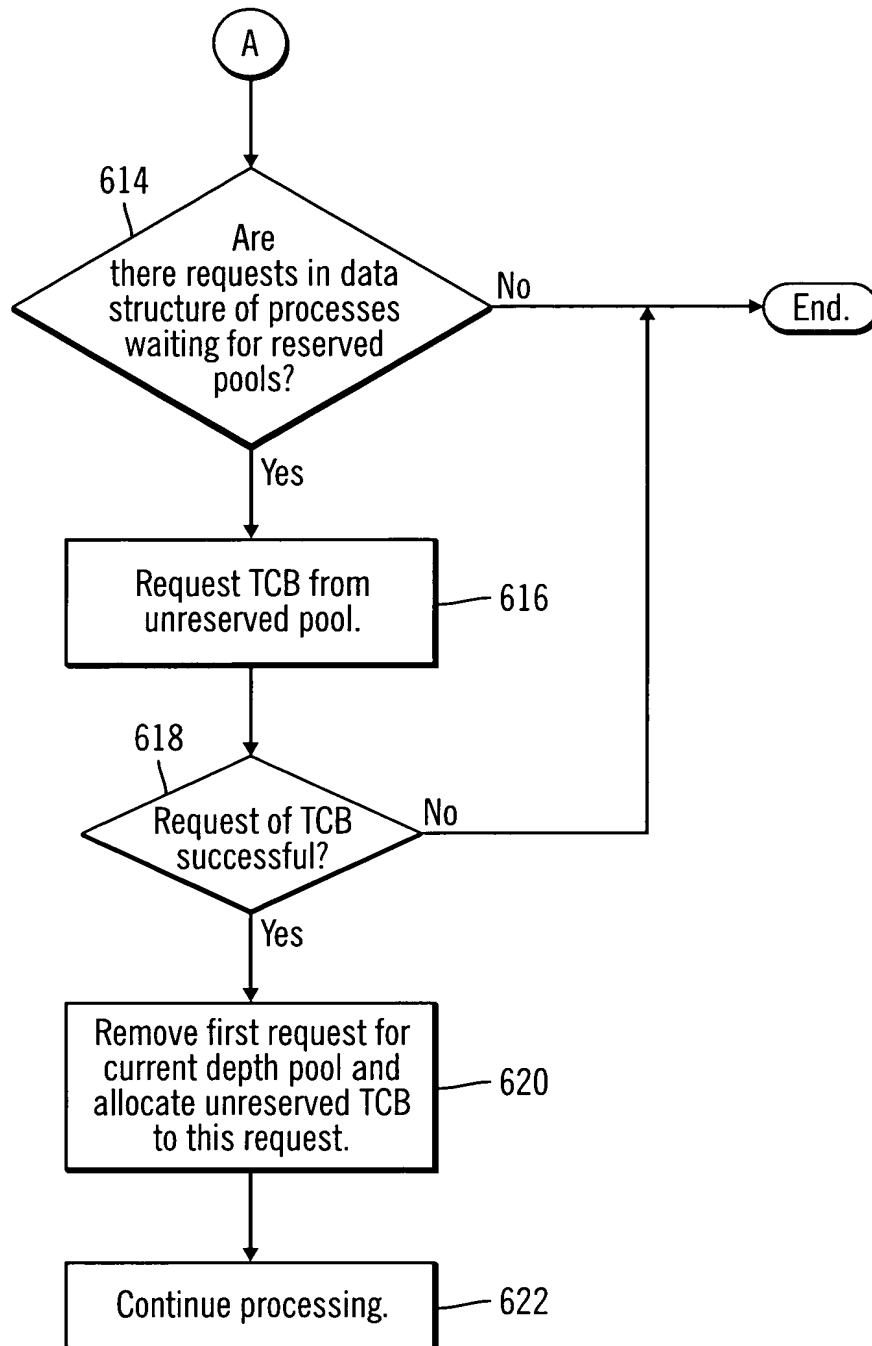 A
614
Are
there requests in data
structure of processes
waiting for reserved
pools?
No
End.
Yes
Request TCB from
unreserved pool.
616
618
Request of TCB
successful?
No
Yes
Remove first request for
current depth pool and
allocate unreserved TCB
to this request.
620
Continue processing.
622